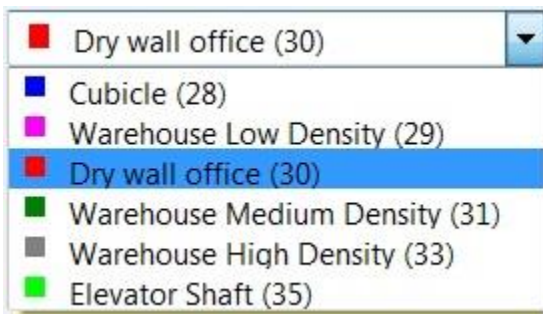 Dry wall office (30)
Cubicle (28)
Warehouse Low Density (29)
Dry wall office (30)
Warehouse Medium Density (31)
Warehouse High Density (33)
Elevator Shaft (35)